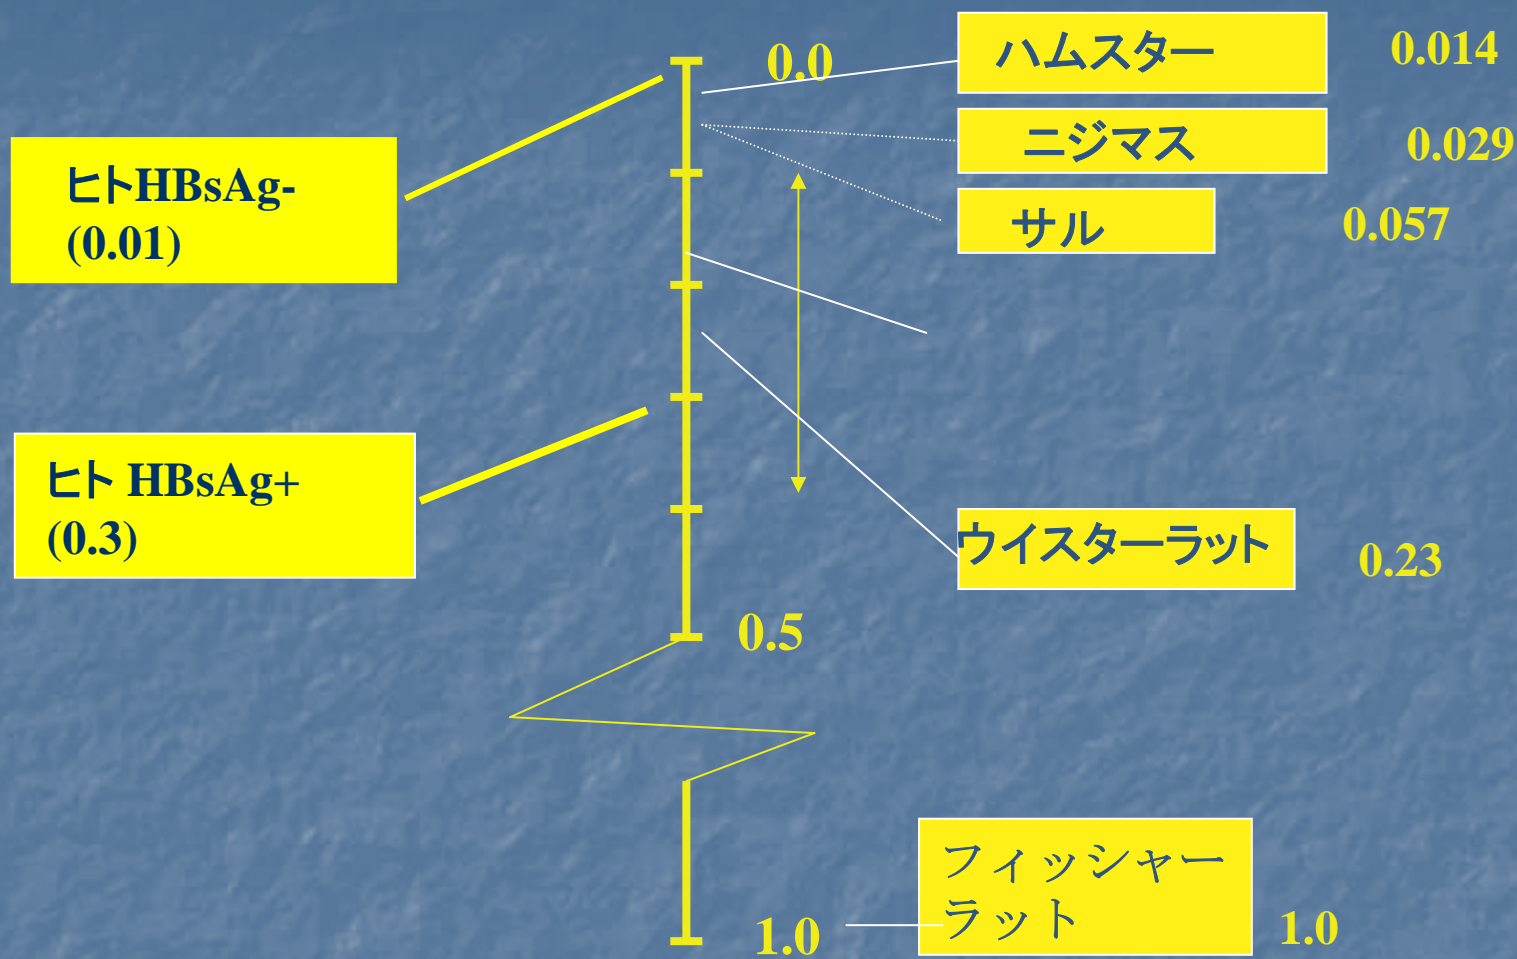 0.0
ハムスター
0.014
ニジマス
0.029
ヒトHBsAg-
(0.01)
サル
0.057
ヒト HBsAg+
(0.3)
ウイスターラット
0.23
0.5
フィッシャー
ラット
1.0
1.0